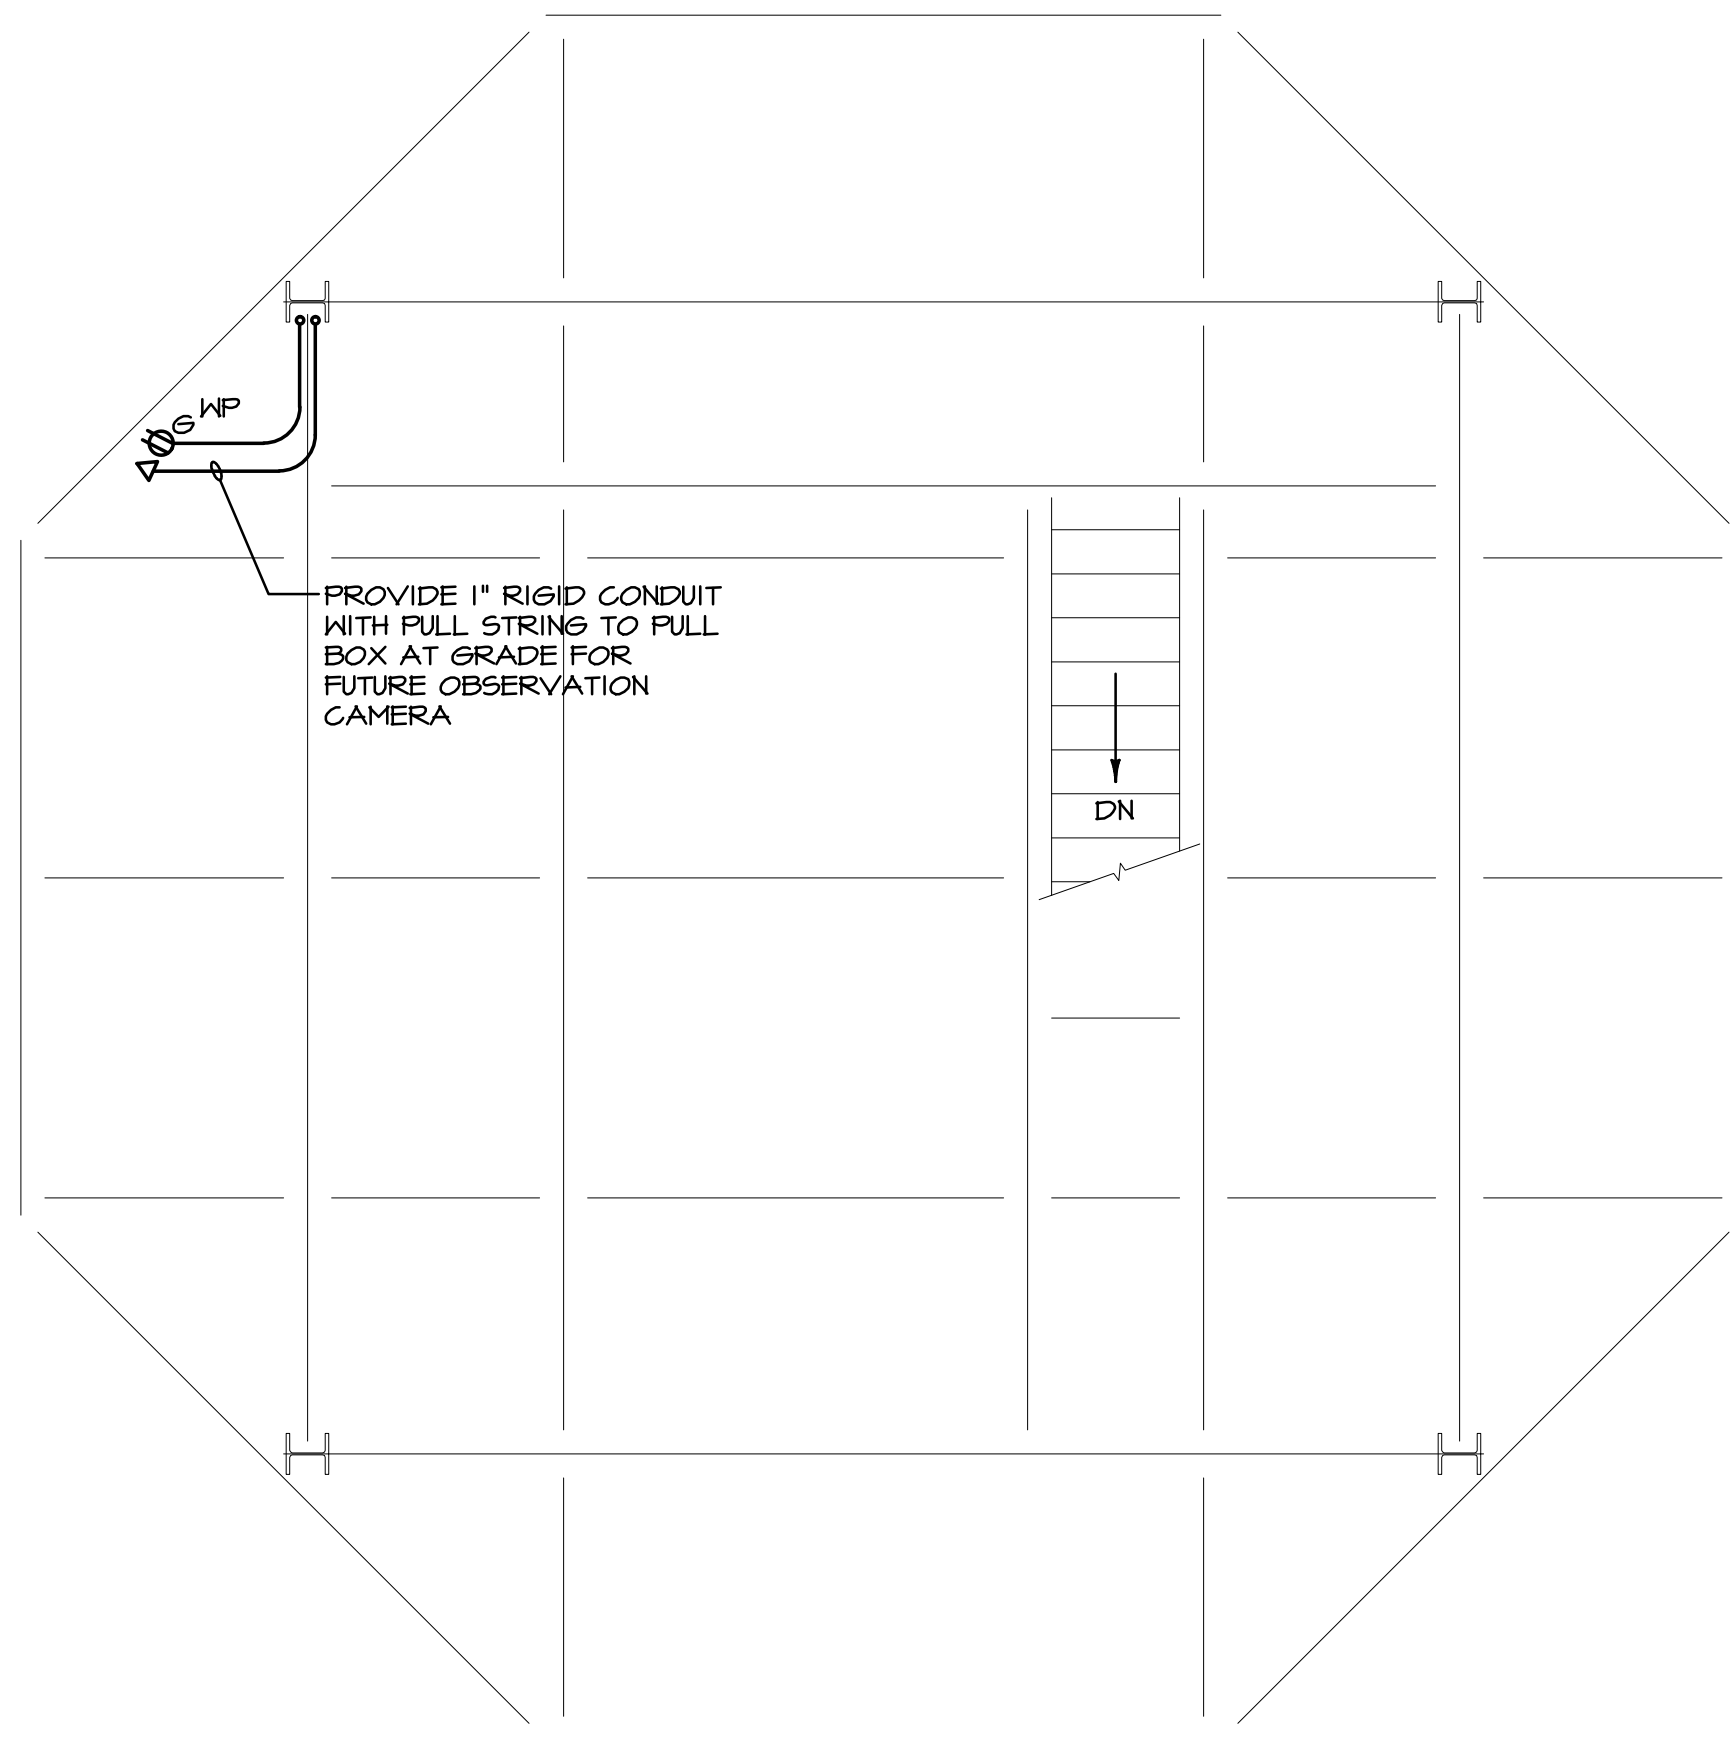 WP
G
PROVIDE 1" RIGID CONDUIT
WITH PULL STRING TO PULL
BOX AT GRADE FOR
FUTURE OBSERVATION
CAMERA
DN